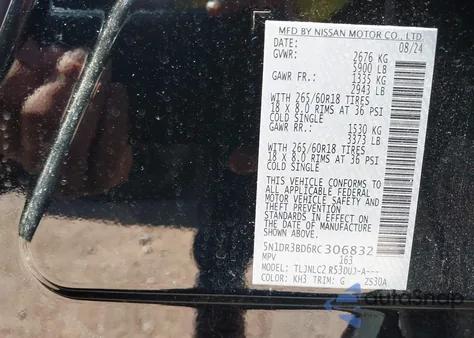 MFD BY NISSAN MOTOR CO., LTD.
DATE: 08/24
GVWR: 2676 KG
5900 LB
GAWR FR.: 1335 KG
2943 LB
WITH 265/60R18 TIRES
18 X 8.0 RIMS AT 36 PSI
COLD SINGLE
GAWR RR.: 1530 KG
3373 LB
WITH 265/60R18 TIRES
18 X 8.0 RIMS AT 36 PSI
COLD SINGLE
THIS VEHICLE CONFORMS TO
ALL APPLICABLE FEDERAL
MOTOR VEHICLE SAFETY AND
THEFT PREVENTION
STANDARDS IN EFFECT ON
THE DATE OF MANUFACTURE
SHOWN ABOVE.
5N1DR3BD6RC306832
MPV 163
MODEL: TLJNLC2 R53DUJ-A---
COLOR: KH3 TRIM: G 2S30A
autoSnap